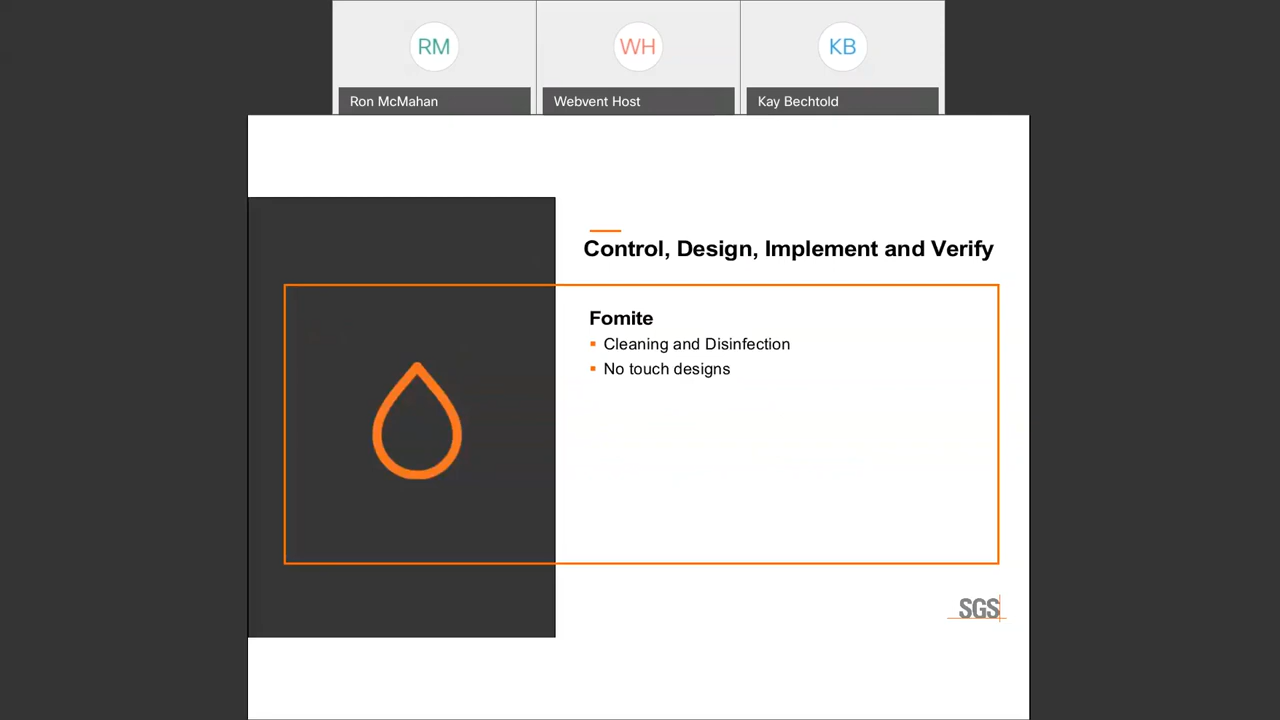 RM
WH
KB
Ron McMahan
Webvent Host
Kay Bechtold
Control, Design, Implement and Verify
Fomite
Cleaning and Disinfection
No touch designs
SGS